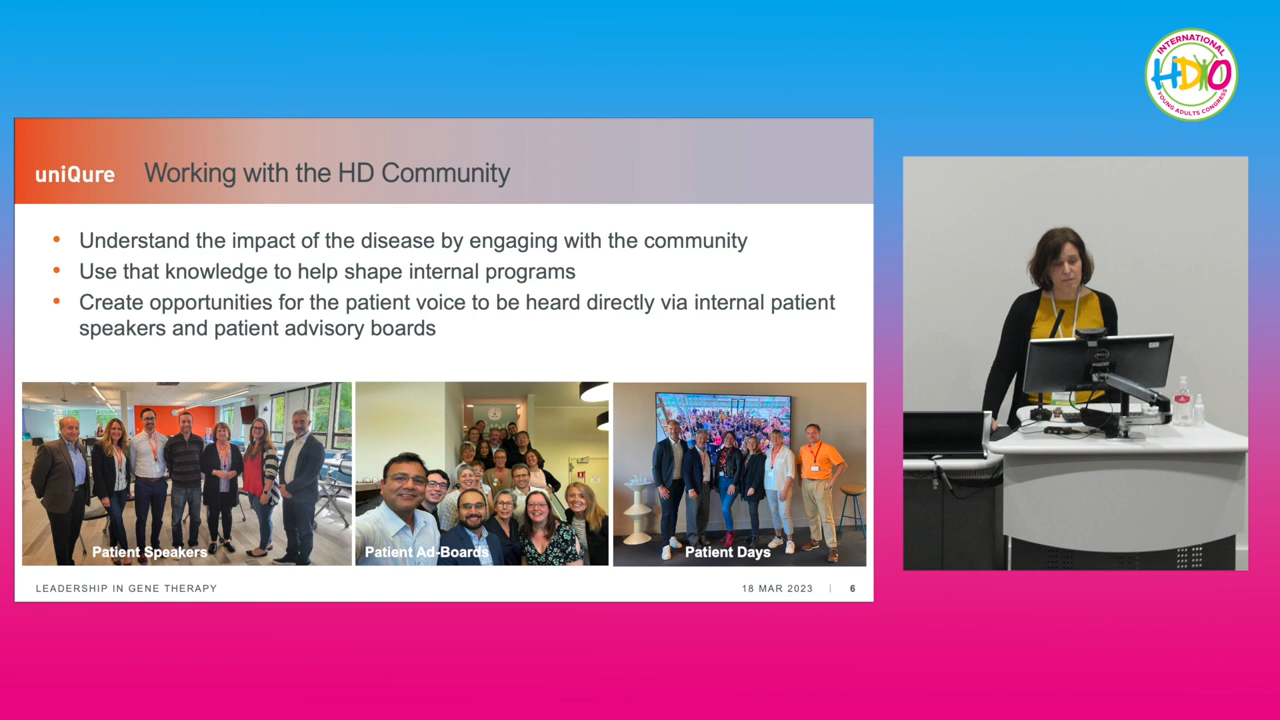 INTERNATIONAL
HDYO
YOUNG ADULTS CONGRESS
uniQure
Working with the HD Community
• Understand the impact of the disease by engaging with the community
• Use that knowledge to help shape internal programs
• Create opportunities for the patient voice to be heard directly via internal patient
speakers and patient advisory boards
Patient Speakers
Patient Ad-Boards
Patient Days
LEADERSHIP IN GENE THERAPY
18 MAR 2023 | 6
DELL